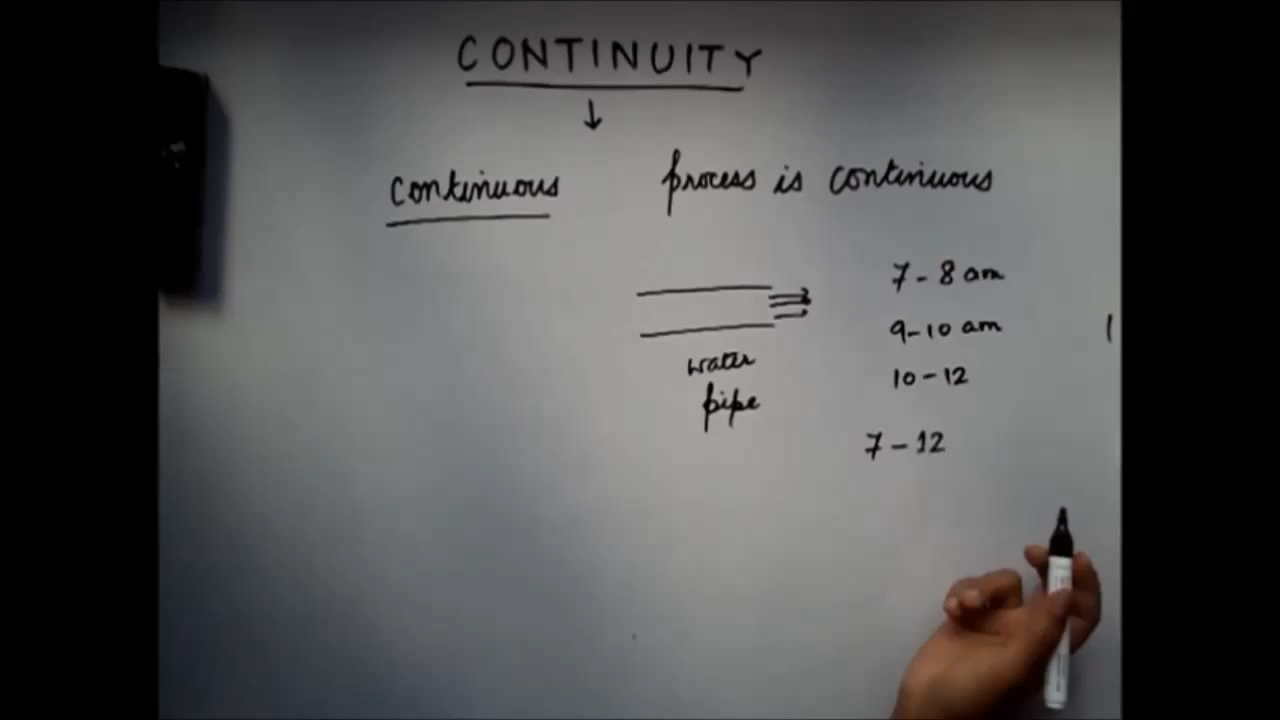 CONTINUITY
continuous process is continuous
7 - 8 am
9-10 am
10 - 12
water
pipe
7 - 12